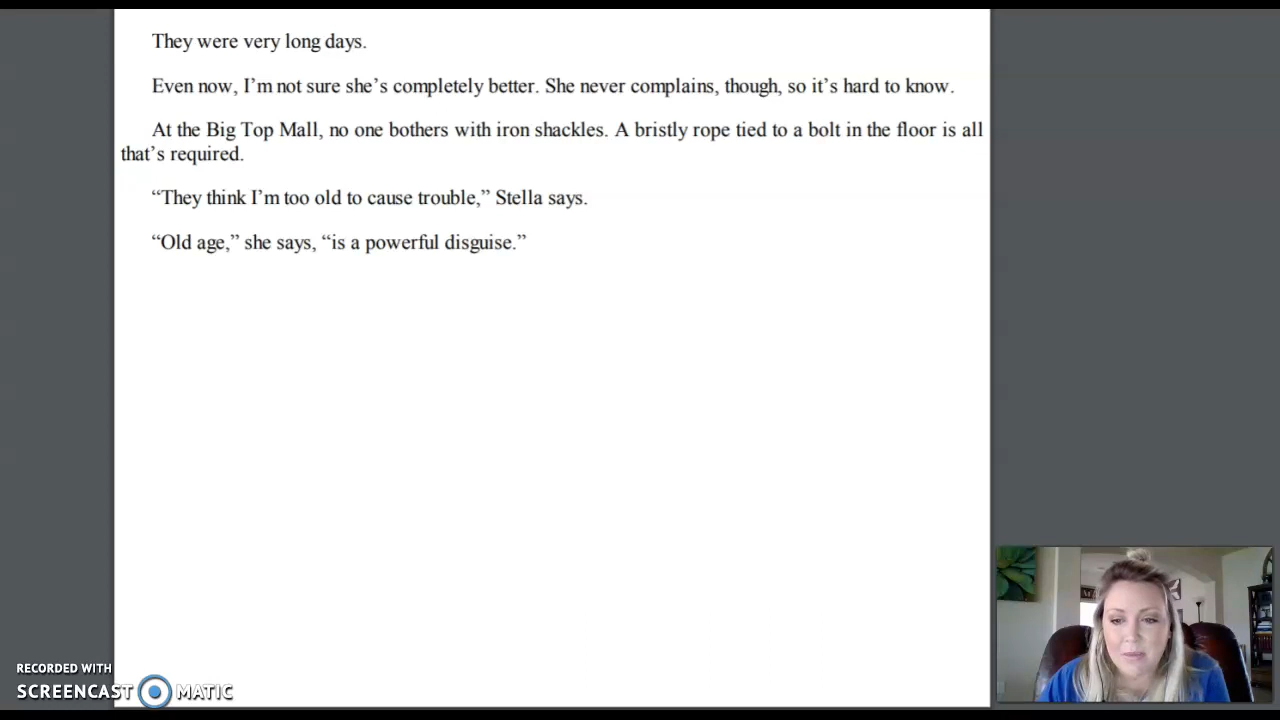 They were very long days.
Even now, I’m not sure she’s completely better. She never complains, though, so it’s hard to know.
At the Big Top Mall, no one bothers with iron shackles. A bristly rope tied to a bolt in the floor is all
that’s required.
“They think I’m too old to cause trouble,” Stella says.
“Old age,” she says, “is a powerful disguise.”
RECORDED WITH
SCREENCAST MATIC